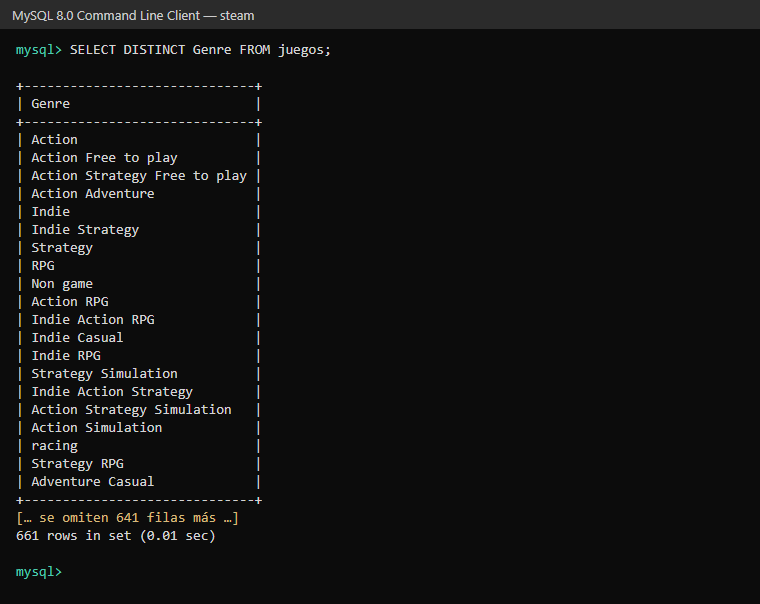 MySQL 8.0 Command Line Client — steam
mysql> SELECT DISTINCT Genre FROM juegos;
+------------------------------+
| Genre                        |
+------------------------------+
| Action                       |
| Action Free to play          |
| Action Strategy Free to play |
| Action Adventure             |
| Indie                        |
| Indie Strategy               |
| Strategy                     |
| RPG                          |
| Non game                     |
| Action RPG                   |
| Indie Action RPG             |
| Indie Casual                 |
| Indie RPG                    |
| Strategy Simulation          |
| Indie Action Strategy        |
| Action Strategy Simulation   |
| Action Simulation            |
| racing                       |
| Strategy RPG                 |
| Adventure Casual             |
+------------------------------+
[… se omiten 641 filas más …]
661 rows in set (0.01 sec)
mysql>